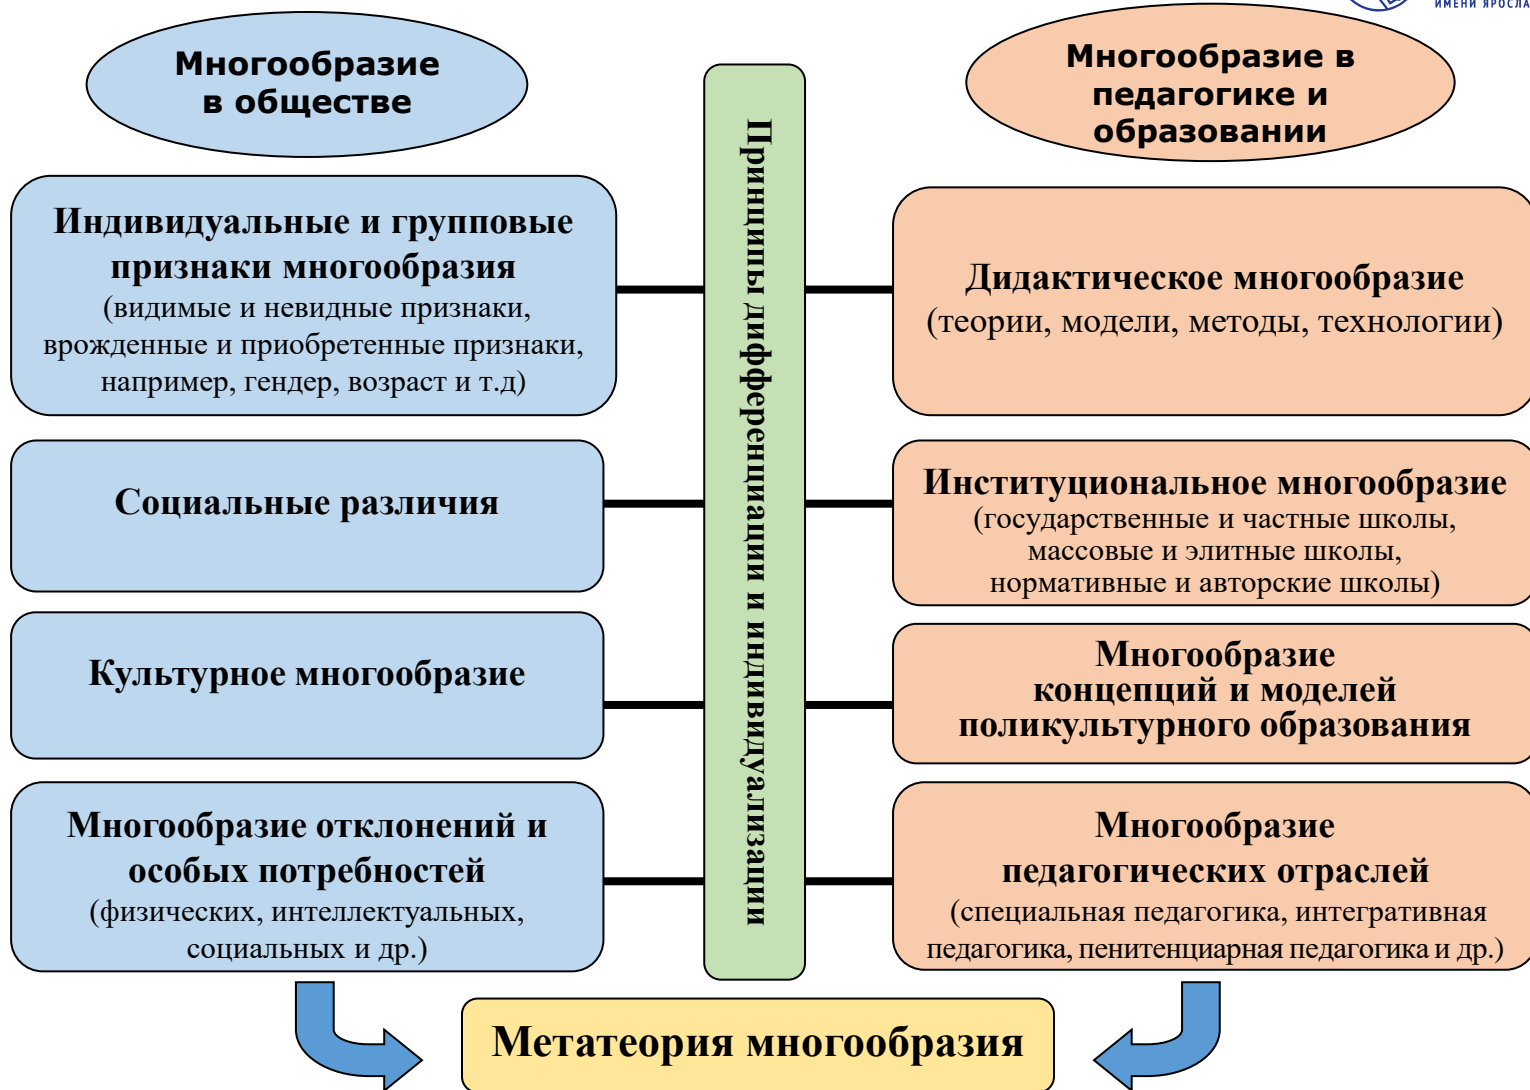 ИМЕНИ ЯРОСЛА
Многообразие
в обществе
Многообразие в
педагогике и
образовании
Принципы дифференциации и индивидуализации
Индивидуальные и групповые
признаки многообразия
(видимые и невидные признаки,
врожденные и приобретенные признаки,
например, гендер, возраст и т.д)
Дидактическое многообразие
(теории, модели, методы, технологии)
Социальные различия
Институциональное многообразие
(государственные и частные школы,
массовые и элитные школы,
нормативные и авторские школы)
Культурное многообразие
Многообразие
концепций и моделей
поликультурного образования
Многообразие отклонений и
особых потребностей
(физических, интеллектуальных,
социальных и др.)
Многообразие
педагогических отраслей
(специальная педагогика, интегративная
педагогика, пенитенциарная педагогика и др.)
Метатеория многообразия